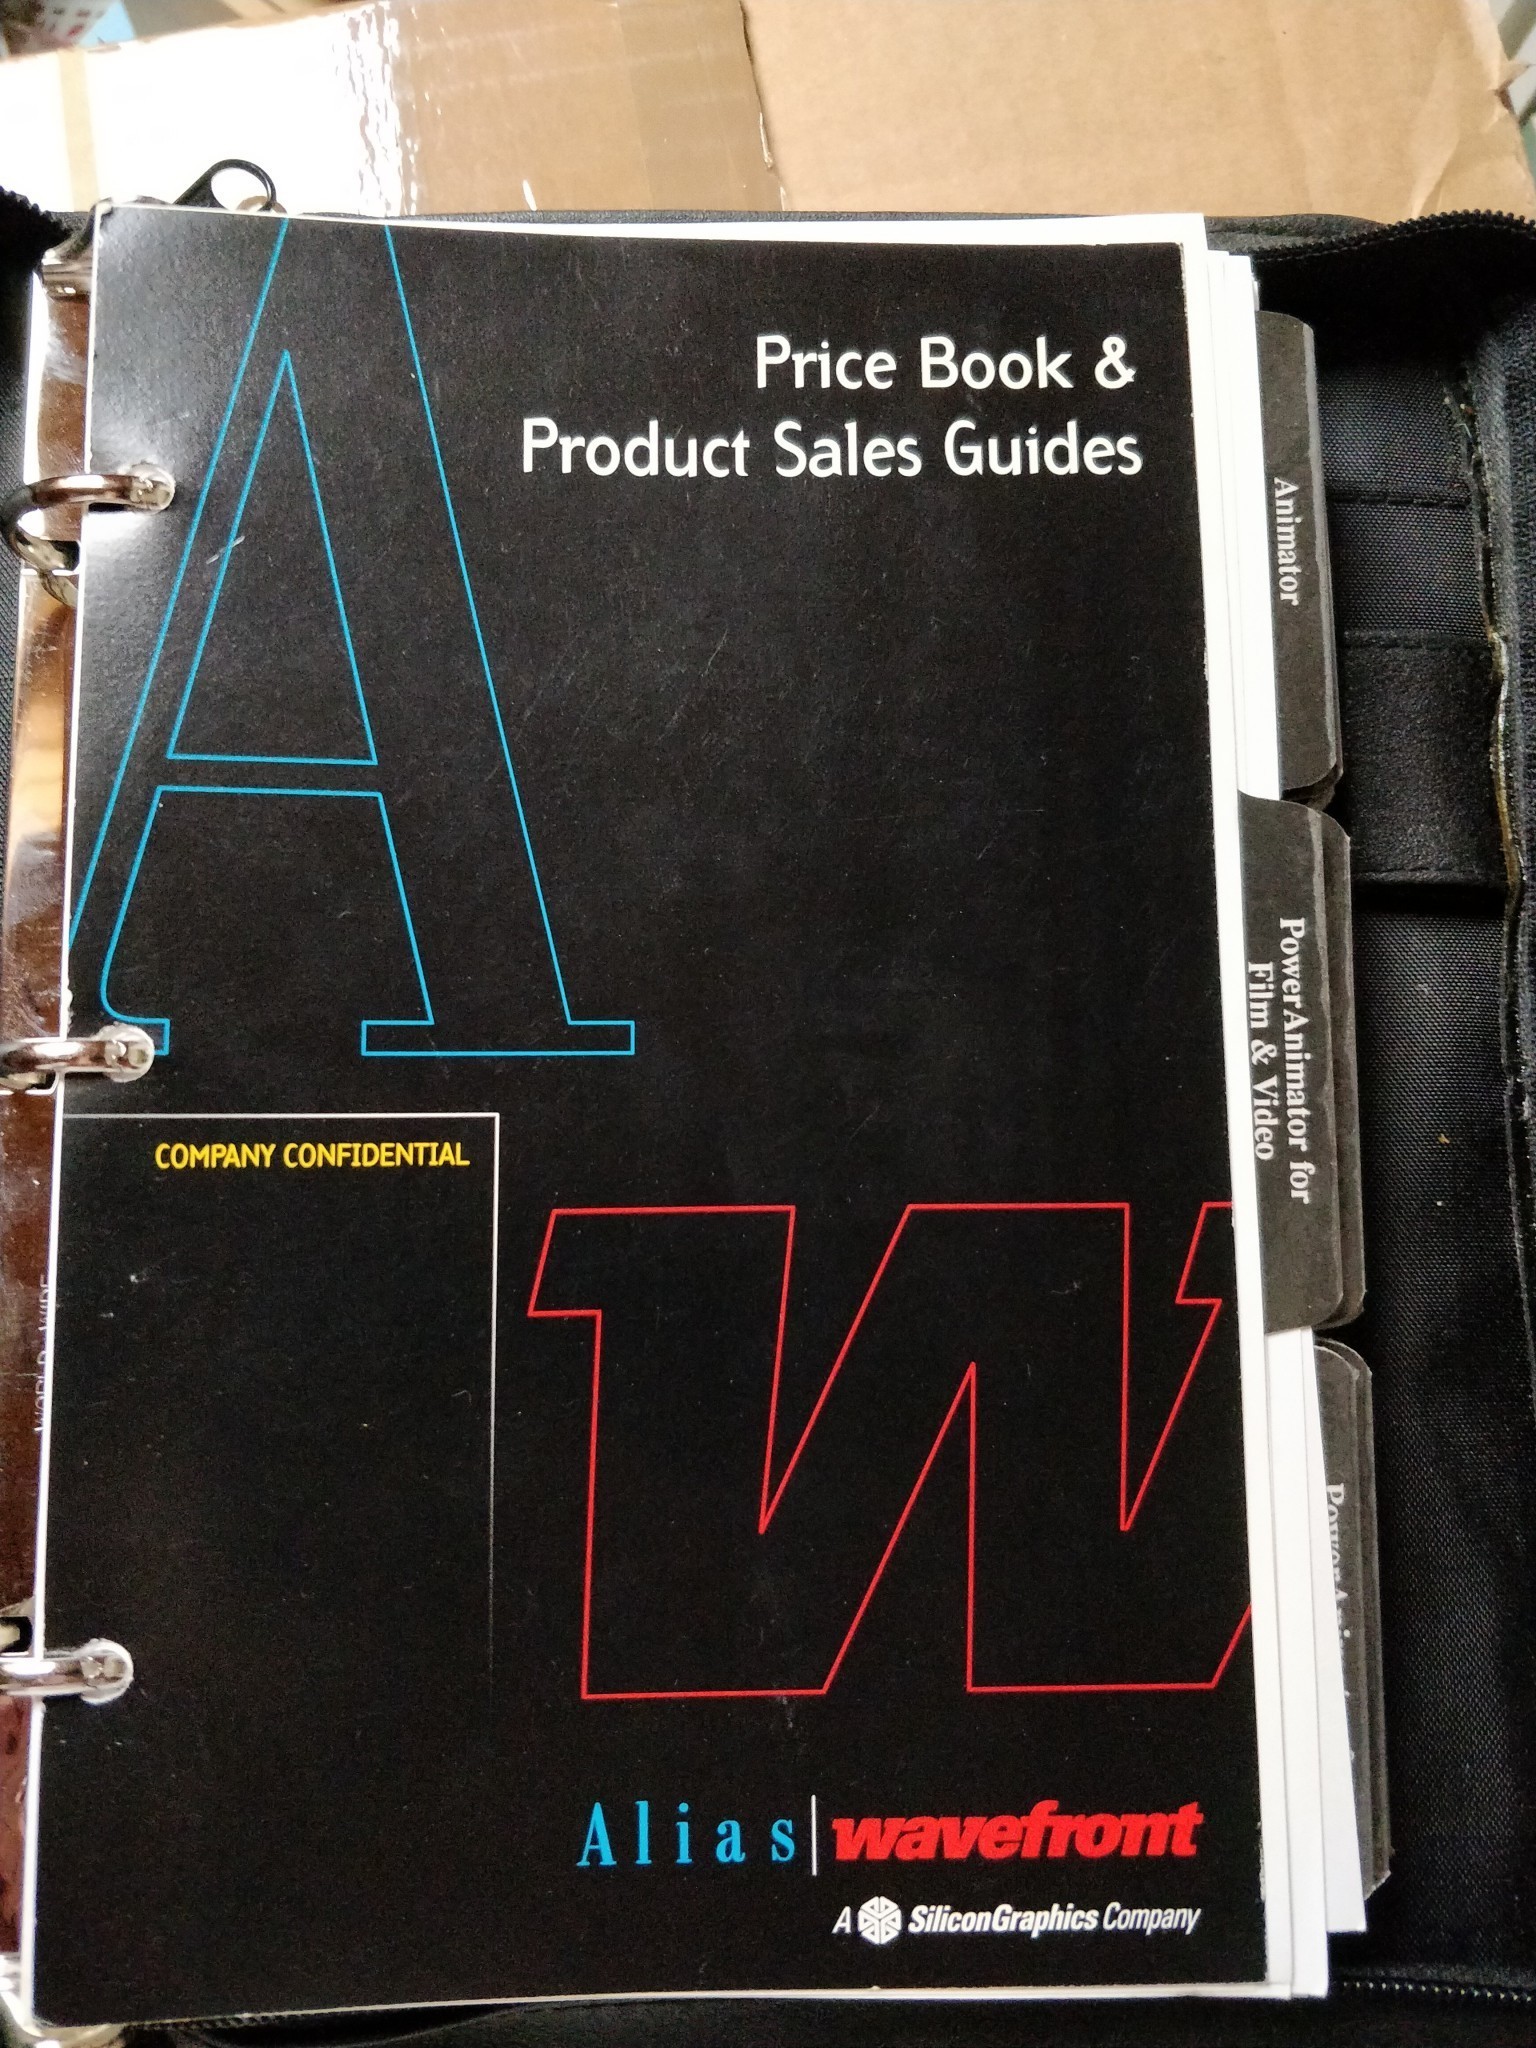 Price Book &
Product Sales Guides
Animator
PowerAnimator for
Film & Video
COMPANY CONFIDENTIAL
A
W
Alias | wavefront
A SiliconGraphics Company